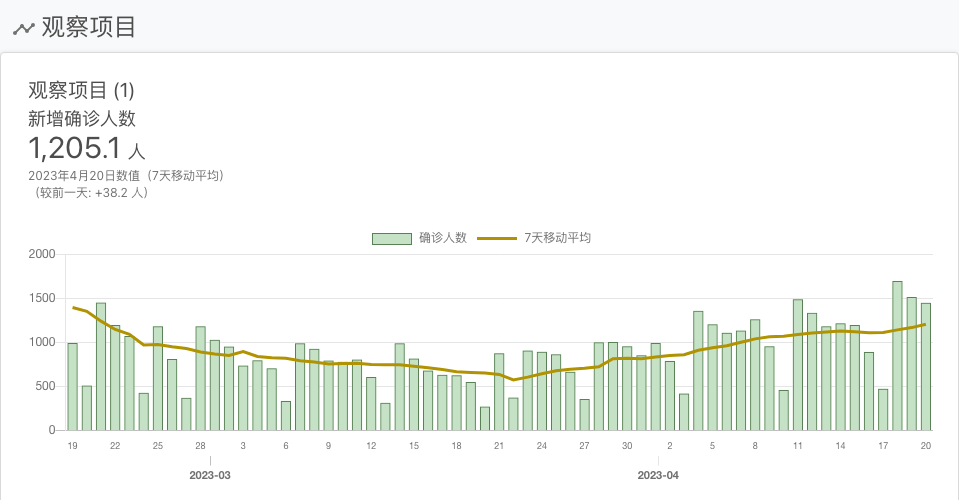 观察项目
观察项目 (1)
新增确诊人数
1,205.1 人
2023年4月20日数值（7天移动平均）
（较前一天: +38.2 人）
确诊人数 7天移动平均
2000
1500
1000
500
0
19 22 25 28 3 6 9 12 15 18 21 24 27 30 2 5 8 11 14 17 20
2023-03 2023-04